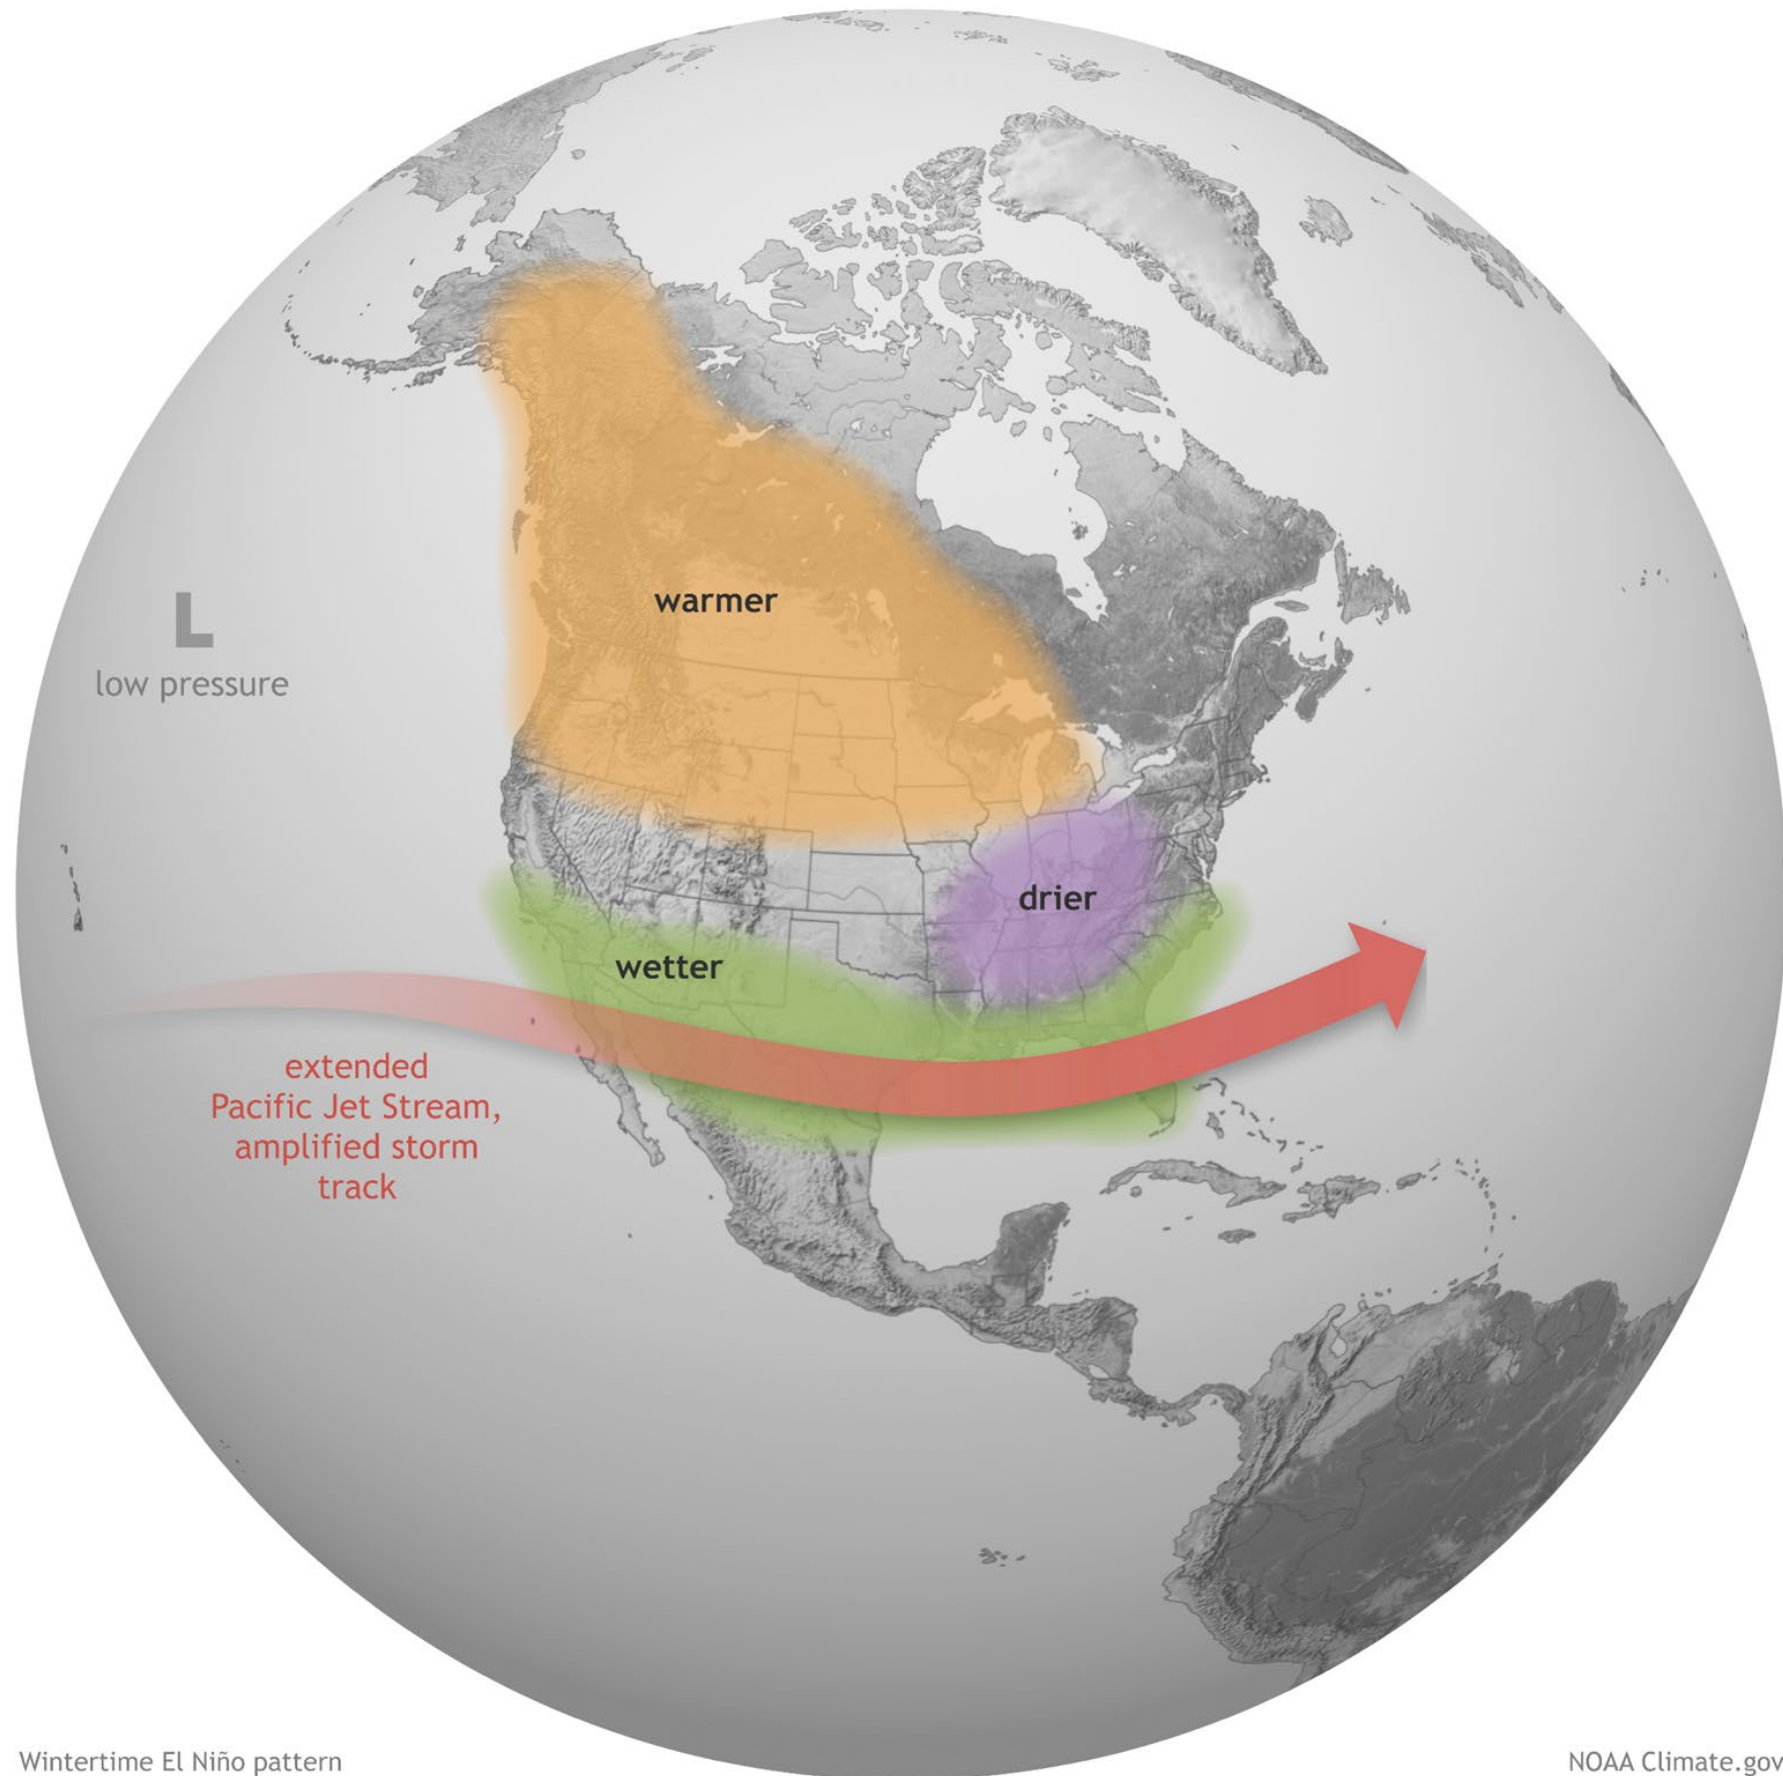 warmer
L
low pressure
drier
wetter
extended
Pacific Jet Stream,
amplified storm
track
Wintertime El Niño pattern
NOAA Climate.gov